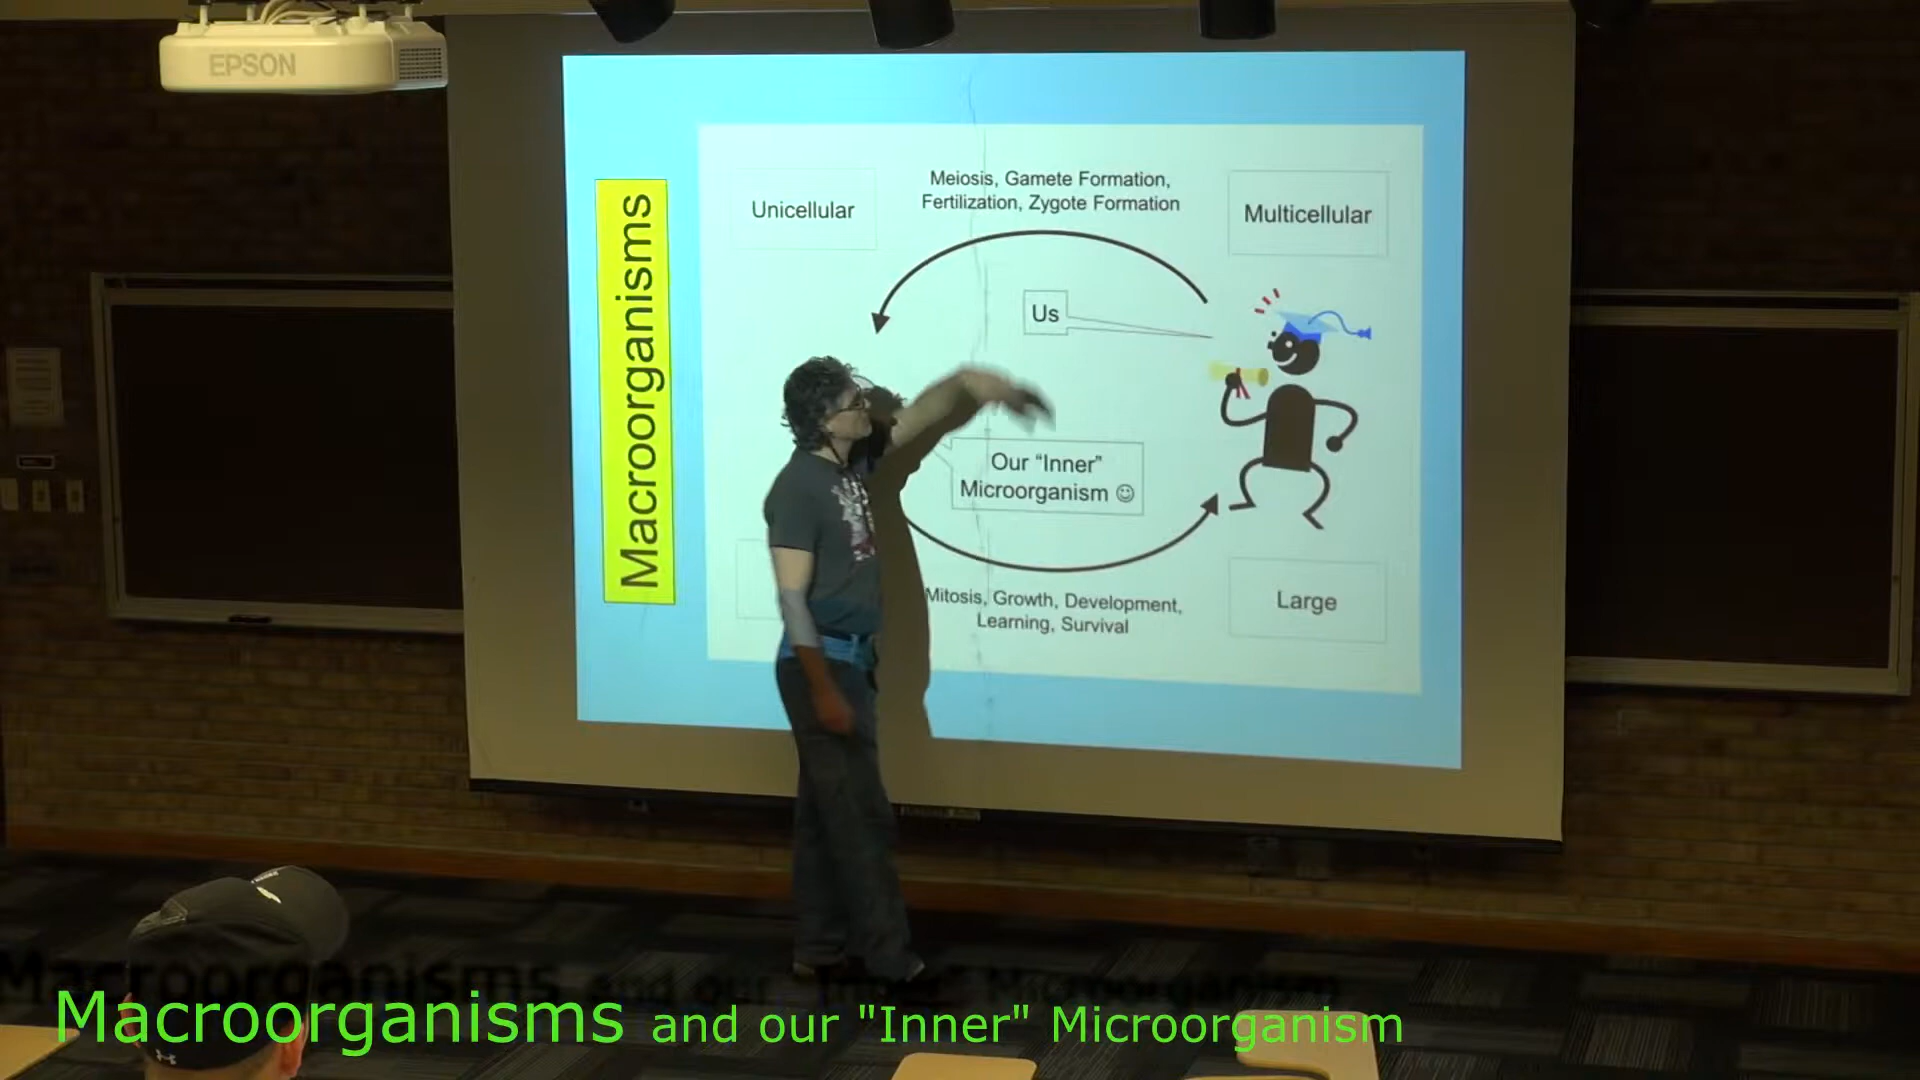 EPSON
Macroorganisms
Unicellular
Meiosis, Gamete Formation,
Fertilization, Zygote Formation
Multicellular
Us
Our “Inner”
Microorganism ☺
Mitosis, Growth, Development,
Learning, Survival
Large
Macroorganisms and our "Inner" Microorganism